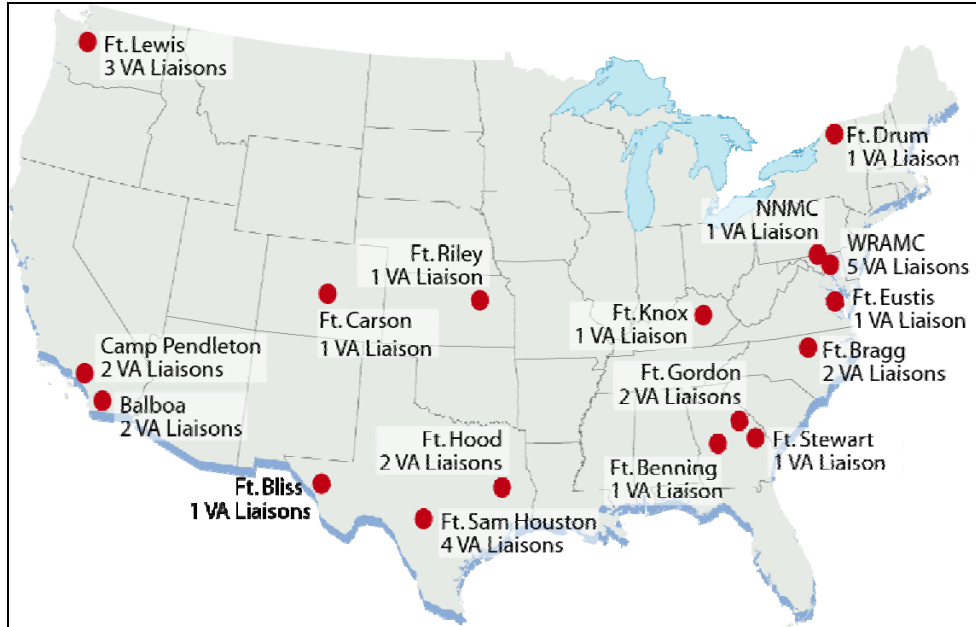 Ft. Lewis
3 VA Liaisons
Ft. Drum
1 VA Liaison
NNMC
1 VA Liaison
WRAMC
5 VA Liaisons
Ft. Riley
1 VA Liaison
Ft. Eustis
1 VA Liaison
Ft. Carson
1 VA Liaison
Ft. Knox
1 VA Liaison
Camp Pendleton
2 VA Liaisons
Ft. Bragg
2 VA Liaisons
Ft. Gordon
2 VA Liaisons
Balboa
2 VA Liaisons
Ft. Hood
2 VA Liaisons
Ft. Stewart
1 VA Liaison
Ft. Benning
1 VA Liaison
Ft. Bliss
1 VA Liaisons
Ft. Sam Houston
4 VA Liaisons